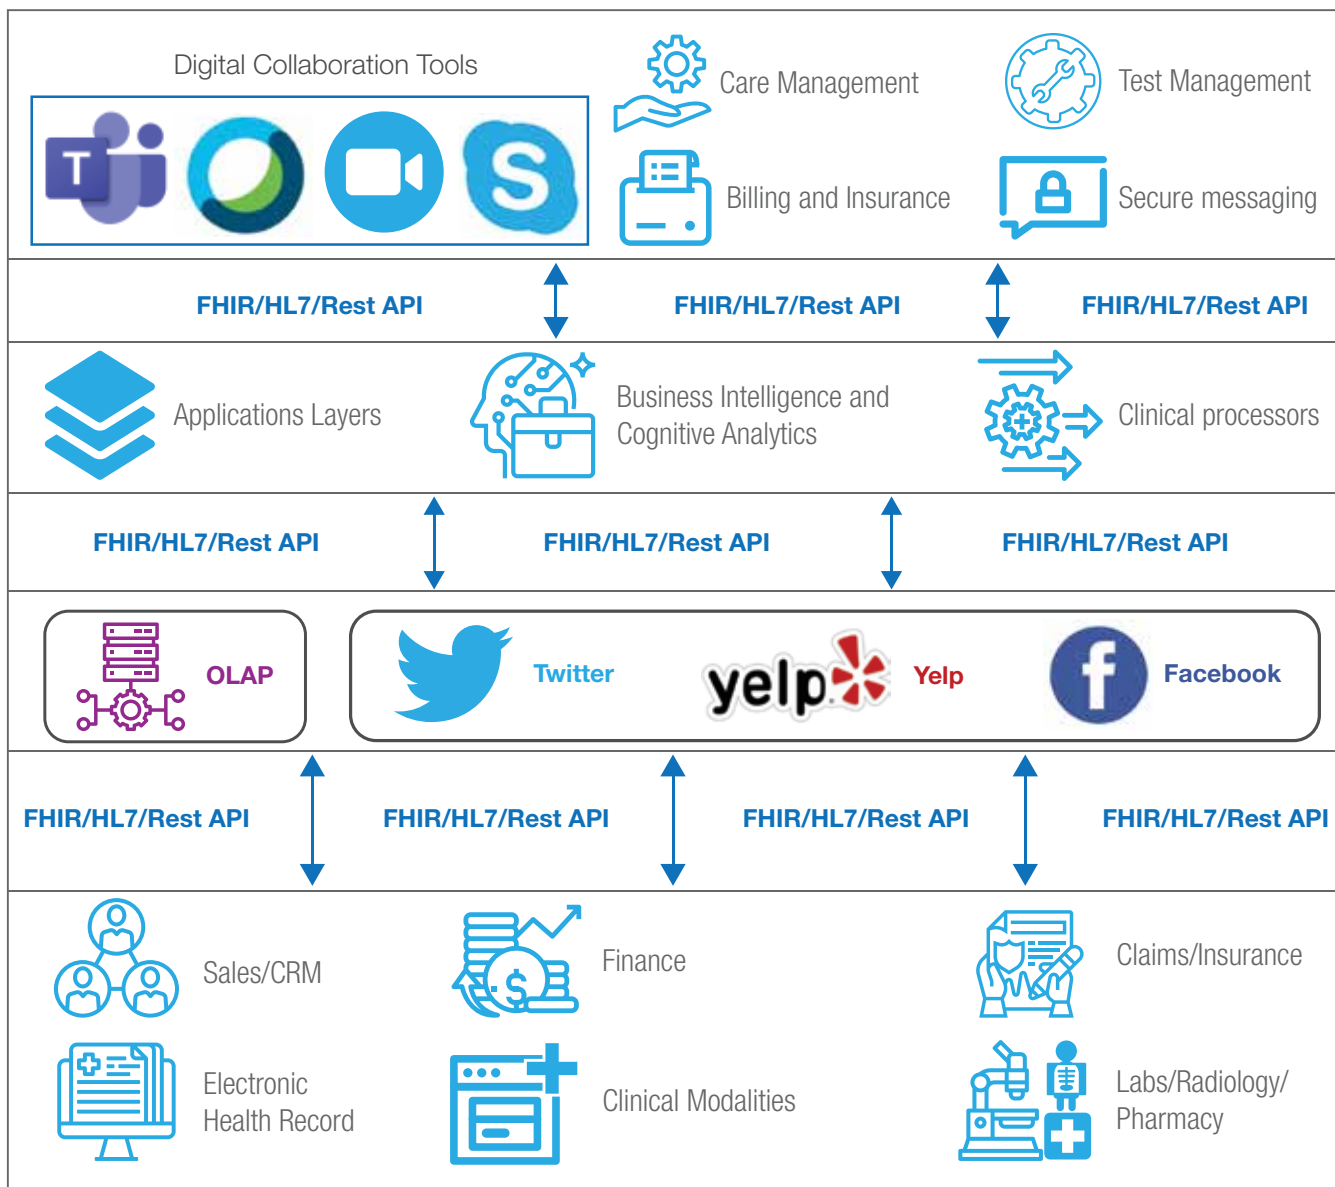 Digital Collaboration Tools
Care Management
Test Management
T
S
Billing and Insurance
Secure messaging
FHIR/HL7/Rest API
FHIR/HL7/Rest API
FHIR/HL7/Rest API
Applications Layers
Business Intelligence and
Cognitive Analytics
Clinical processors
FHIR/HL7/Rest API
FHIR/HL7/Rest API
FHIR/HL7/Rest API
OLAP
Twitter
yelp
Yelp
f
Facebook
FHIR/HL7/Rest API
FHIR/HL7/Rest API
FHIR/HL7/Rest API
FHIR/HL7/Rest API
Sales/CRM
$
Finance
Claims/Insurance
Electronic
Health Record
Clinical Modalities
Labs/Radiology/
Pharmacy